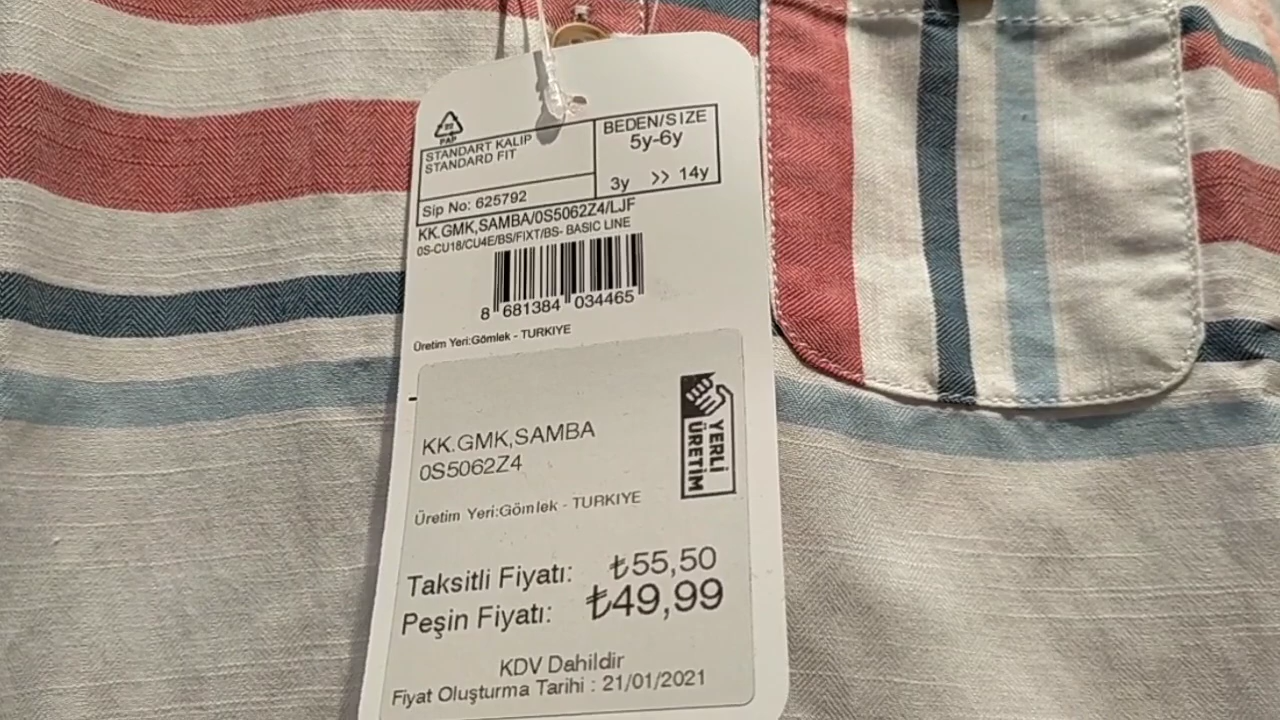 PAP
STANDART KALIP
STANDARD FIT
BEDEN/SIZE
5y-6y
3y >> 14y
Sip No: 625792
KK.GMK,SAMBA/0S5062Z4/LJF
0S-CU18/CU4E/BS/FIXT/BS- BASIC LINE
8 681384 034465
Üretim Yeri:Gömlek - TURKIYE
KK.GMK,SAMBA
0S5062Z4
YERLİ
ÜRETİM
Üretim Yeri:Gömlek - TURKIYE
Taksitli Fiyatı: ₺55,50
Peşin Fiyatı: ₺49,99
KDV Dahildir
Fiyat Oluşturma Tarihi : 21/01/2021